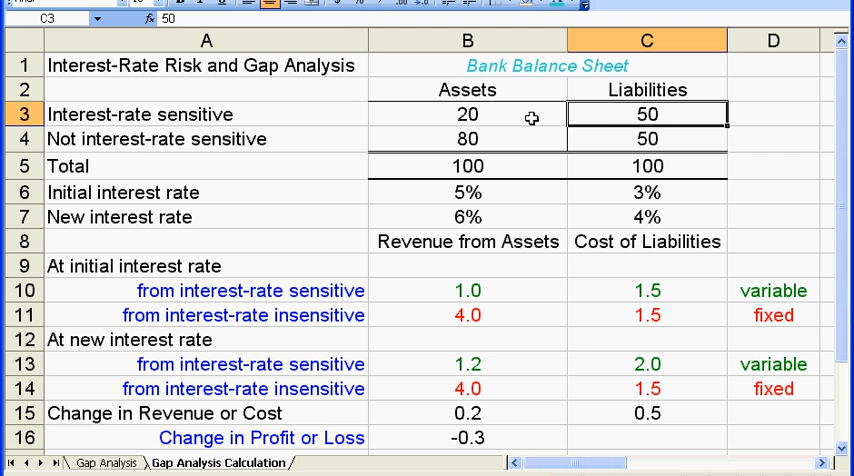 C3 fx 50
A B C D
1 Interest-Rate Risk and Gap Analysis Bank Balance Sheet
2 Assets Liabilities
3 Interest-rate sensitive 20 50
4 Not interest-rate sensitive 80 50
5 Total 100 100
6 Initial interest rate 5% 3%
7 New interest rate 6% 4%
8 Revenue from Assets Cost of Liabilities
9 At initial interest rate
10 from interest-rate sensitive 1.0 1.5 variable
11 from interest-rate insensitive 4.0 1.5 fixed
12 At new interest rate
13 from interest-rate sensitive 1.2 2.0 variable
14 from interest-rate insensitive 4.0 1.5 fixed
15 Change in Revenue or Cost 0.2 0.5
16 Change in Profit or Loss -0.3
Gap Analysis Gap Analysis Calculation